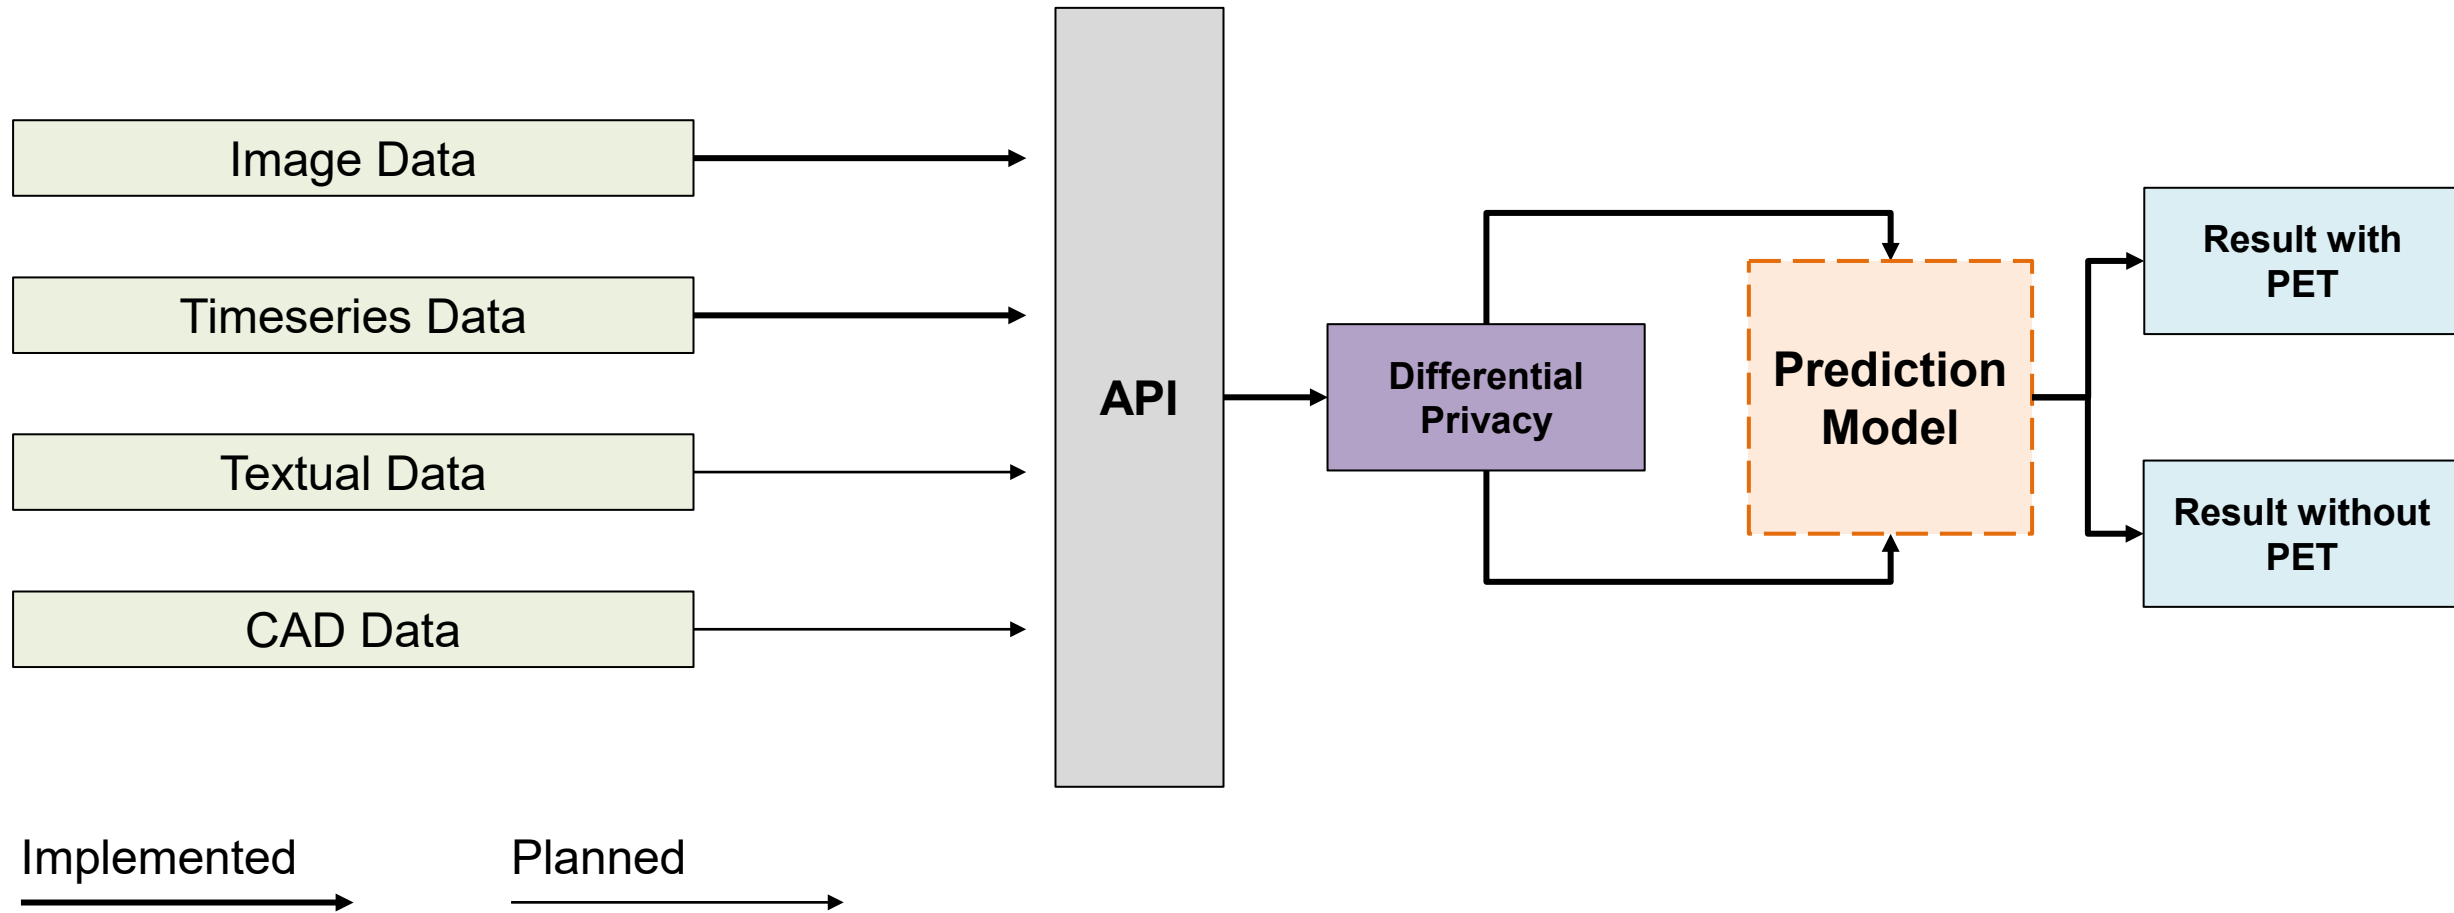 Image Data
Timeseries Data
Textual Data
CAD Data
API
Differential
Privacy
Prediction
Model
Result with
PET
Result without
PET
Implemented
Planned